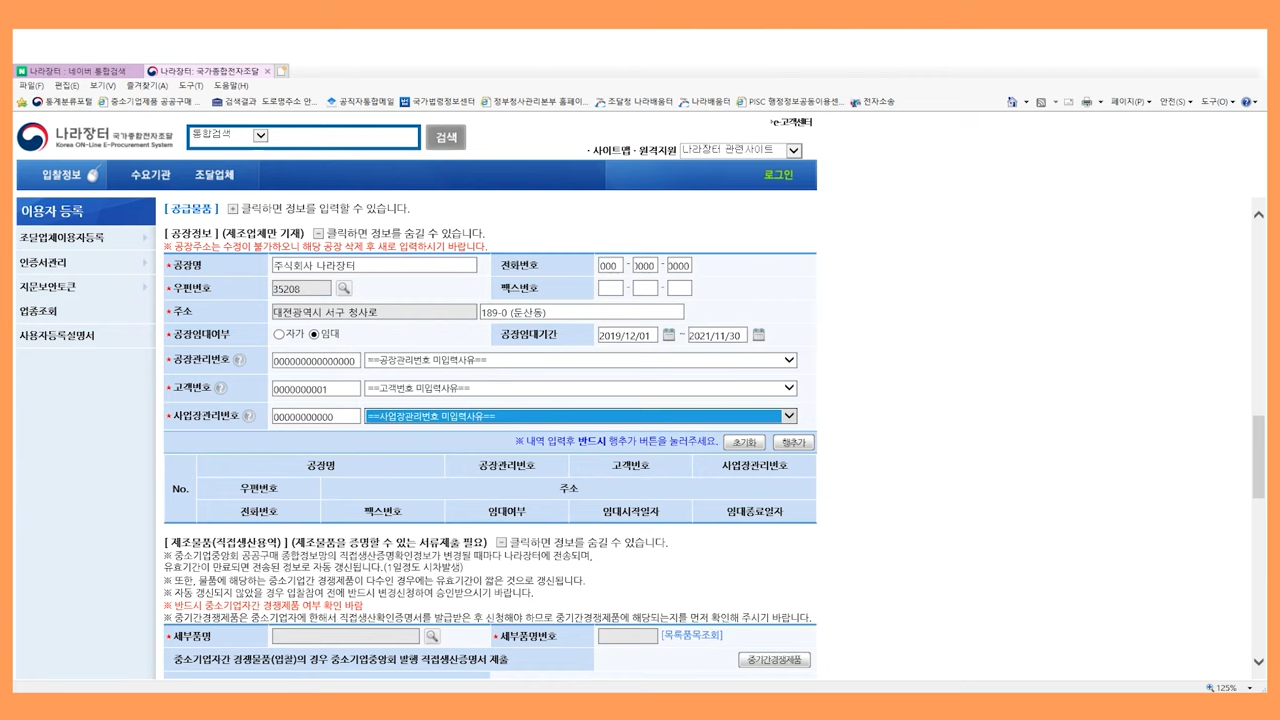 나라장터 : 네이버 통합검색
나라장터: 국가종합전자조달
파일(F) 편집(E) 보기(V) 즐겨찾기(A) 도구(T) 도움말(H)
통계분류포털 중소기업제품 공공구매 ... 검색결과 도로명주소 안... 공직자통합메일 국가법령정보센터 정부청사관리본부 홈페이... 조달청 나라배움터 나라배움터 PISC 행정정보공동이용센... 전자소송
페이지(P) 안전(S) 도구(O)
e-고객센터
나라장터 국가종합전자조달
Korea ON-Line E-Procurement System
통합검색
검색
· 사이트맵 · 원격지원 나라장터 관련사이트
입찰정보 수요기관 조달업체 로그인
이용자 등록
조달업체이용자등록
인증서관리
지문보안토큰
업종조회
사용자등록설명서
[ 공급물품 ] 클릭하면 정보를 입력할 수 있습니다.
[ 공장정보 ] (제조업체만 기재) 클릭하면 정보를 숨길 수 있습니다.
※ 공장주소는 수정이 불가하오니 해당 공장 삭제 후 새로 입력하시기 바랍니다.
* 공장명 주식회사 나라장터 전화번호 000 - 0000 - 0000
* 우편번호 35208 팩스번호 - -
* 주소 대전광역시 서구 청사로 189-0 (둔산동)
* 공장임대여부 자가 임대 공장임대기간 2019/12/01 ~ 2021/11/30
* 공장관리번호 000000000000000 ==공장관리번호 미입력사유==
* 고객번호 0000000001 ==고객번호 미입력사유==
* 사업장관리번호 00000000000 ==사업장관리번호 미입력사유==
※ 내역 입력후 반드시 행추가 버튼을 눌러주세요. 초기화 행추가
No. 공장명 공장관리번호 고객번호 사업장관리번호
우편번호 주소
전화번호 팩스번호 임대여부 임대시작일자 임대종료일자
[ 제조물품(직접생산용역) ] (제조물품을 증명할 수 있는 서류제출 필요) 클릭하면 정보를 숨길 수 있습니다.
※ 중소기업중앙회 공공구매 종합정보망의 직접생산증명확인정보가 변경될 때마다 나라장터에 전송되며,
유효기간이 만료되면 전송된 정보로 자동 갱신됩니다.(1일정도 시차발생)
※ 또한, 물품에 해당하는 중소기업간 경쟁제품이 다수인 경우에는 유효기간이 짧은 것으로 갱신됩니다.
※ 자동 갱신되지 않았을 경우 입찰참여 전에 반드시 변경신청하여 승인받으시기 바랍니다.
※ 반드시 중소기업자간 경쟁제품 여부 확인 바람
※ 중기간경쟁제품은 중소기업자에 한해서 직접생산확인증명서를 발급받은 후 신청해야 하므로 중기간경쟁제품에 해당되는지를 먼저 확인해 주시기 바랍니다.
* 세부품명 * 세부품명번호 [목록품목조회]
중소기업자간 경쟁물품(입찰)의 경우 중소기업중앙회 발행 직접생산증명서 제출 중기간경쟁제품
125%